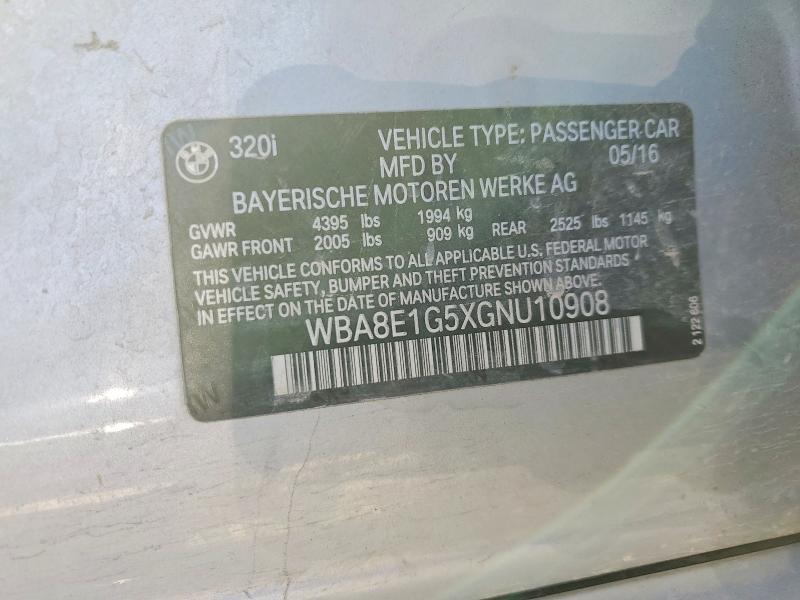 320i VEHICLE TYPE: PASSENGER CAR
MFD BY 05/16
BAYERISCHE MOTOREN WERKE AG
GVWR 4395 lbs 1994 kg
GAWR FRONT 2005 lbs 909 kg REAR 2525 lbs 1145 kg
THIS VEHICLE CONFORMS TO ALL APPLICABLE U.S. FEDERAL MOTOR
VEHICLE SAFETY, BUMPER AND THEFT PREVENTION STANDARDS
IN EFFECT ON THE DATE OF MANUFACTURE SHOWN ABOVE.
WBA8E1G5XGNU10908
2 122 606